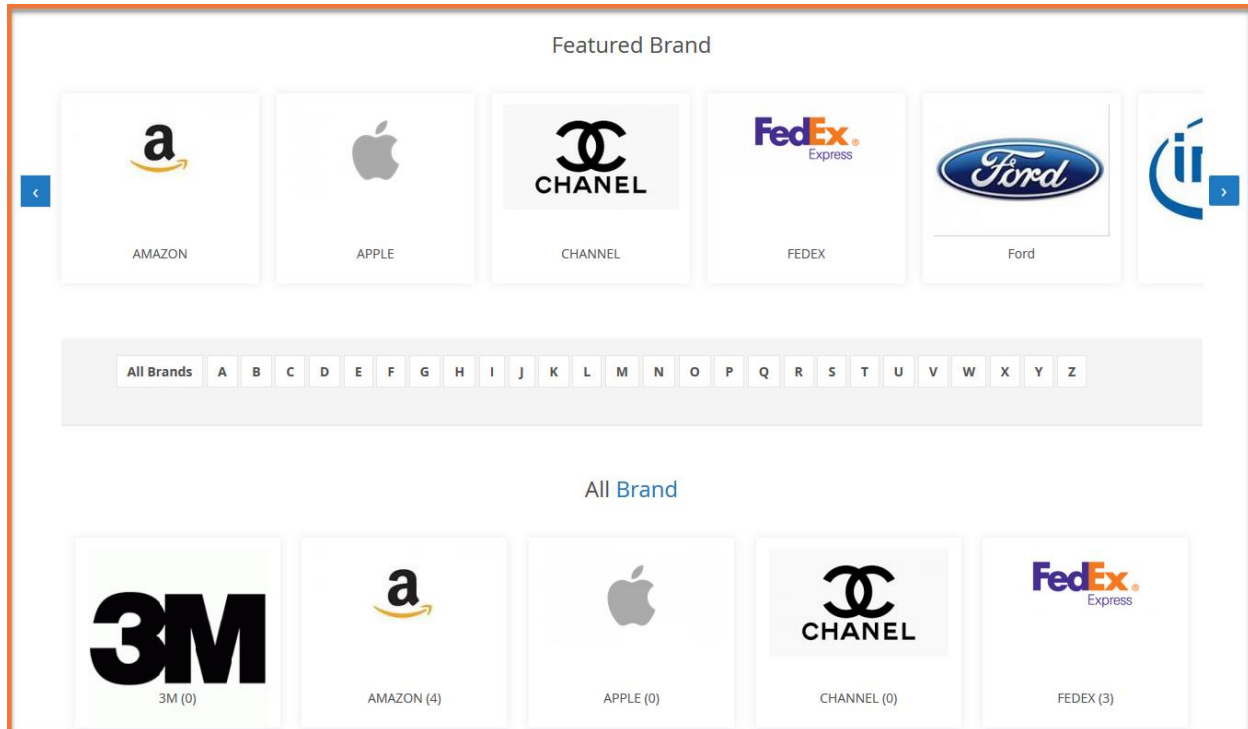 Featured Brand
a
CHANEL
FedEx®
Express
Ford
AMAZON
APPLE
CHANNEL
FEDEX
Ford
All Brands A B C D E F G H I J K L M N O P Q R S T U V W X Y Z
All Brand
3M
a
CHANEL
FedEx®
Express
3M (0)
AMAZON (4)
APPLE (0)
CHANNEL (0)
FEDEX (3)